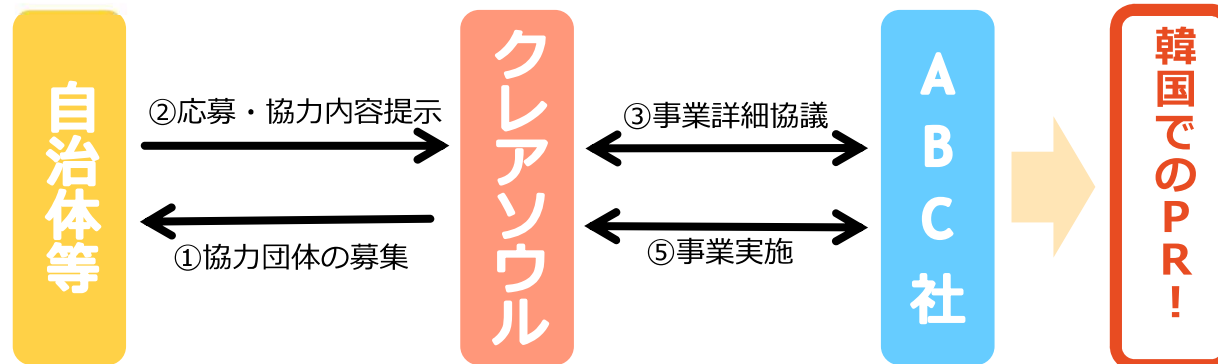 自治体等
②応募・協力内容提示
①協力団体の募集
クレアソウル
③事業詳細協議
⑤事業実施
ABC社
韓国でのPR！